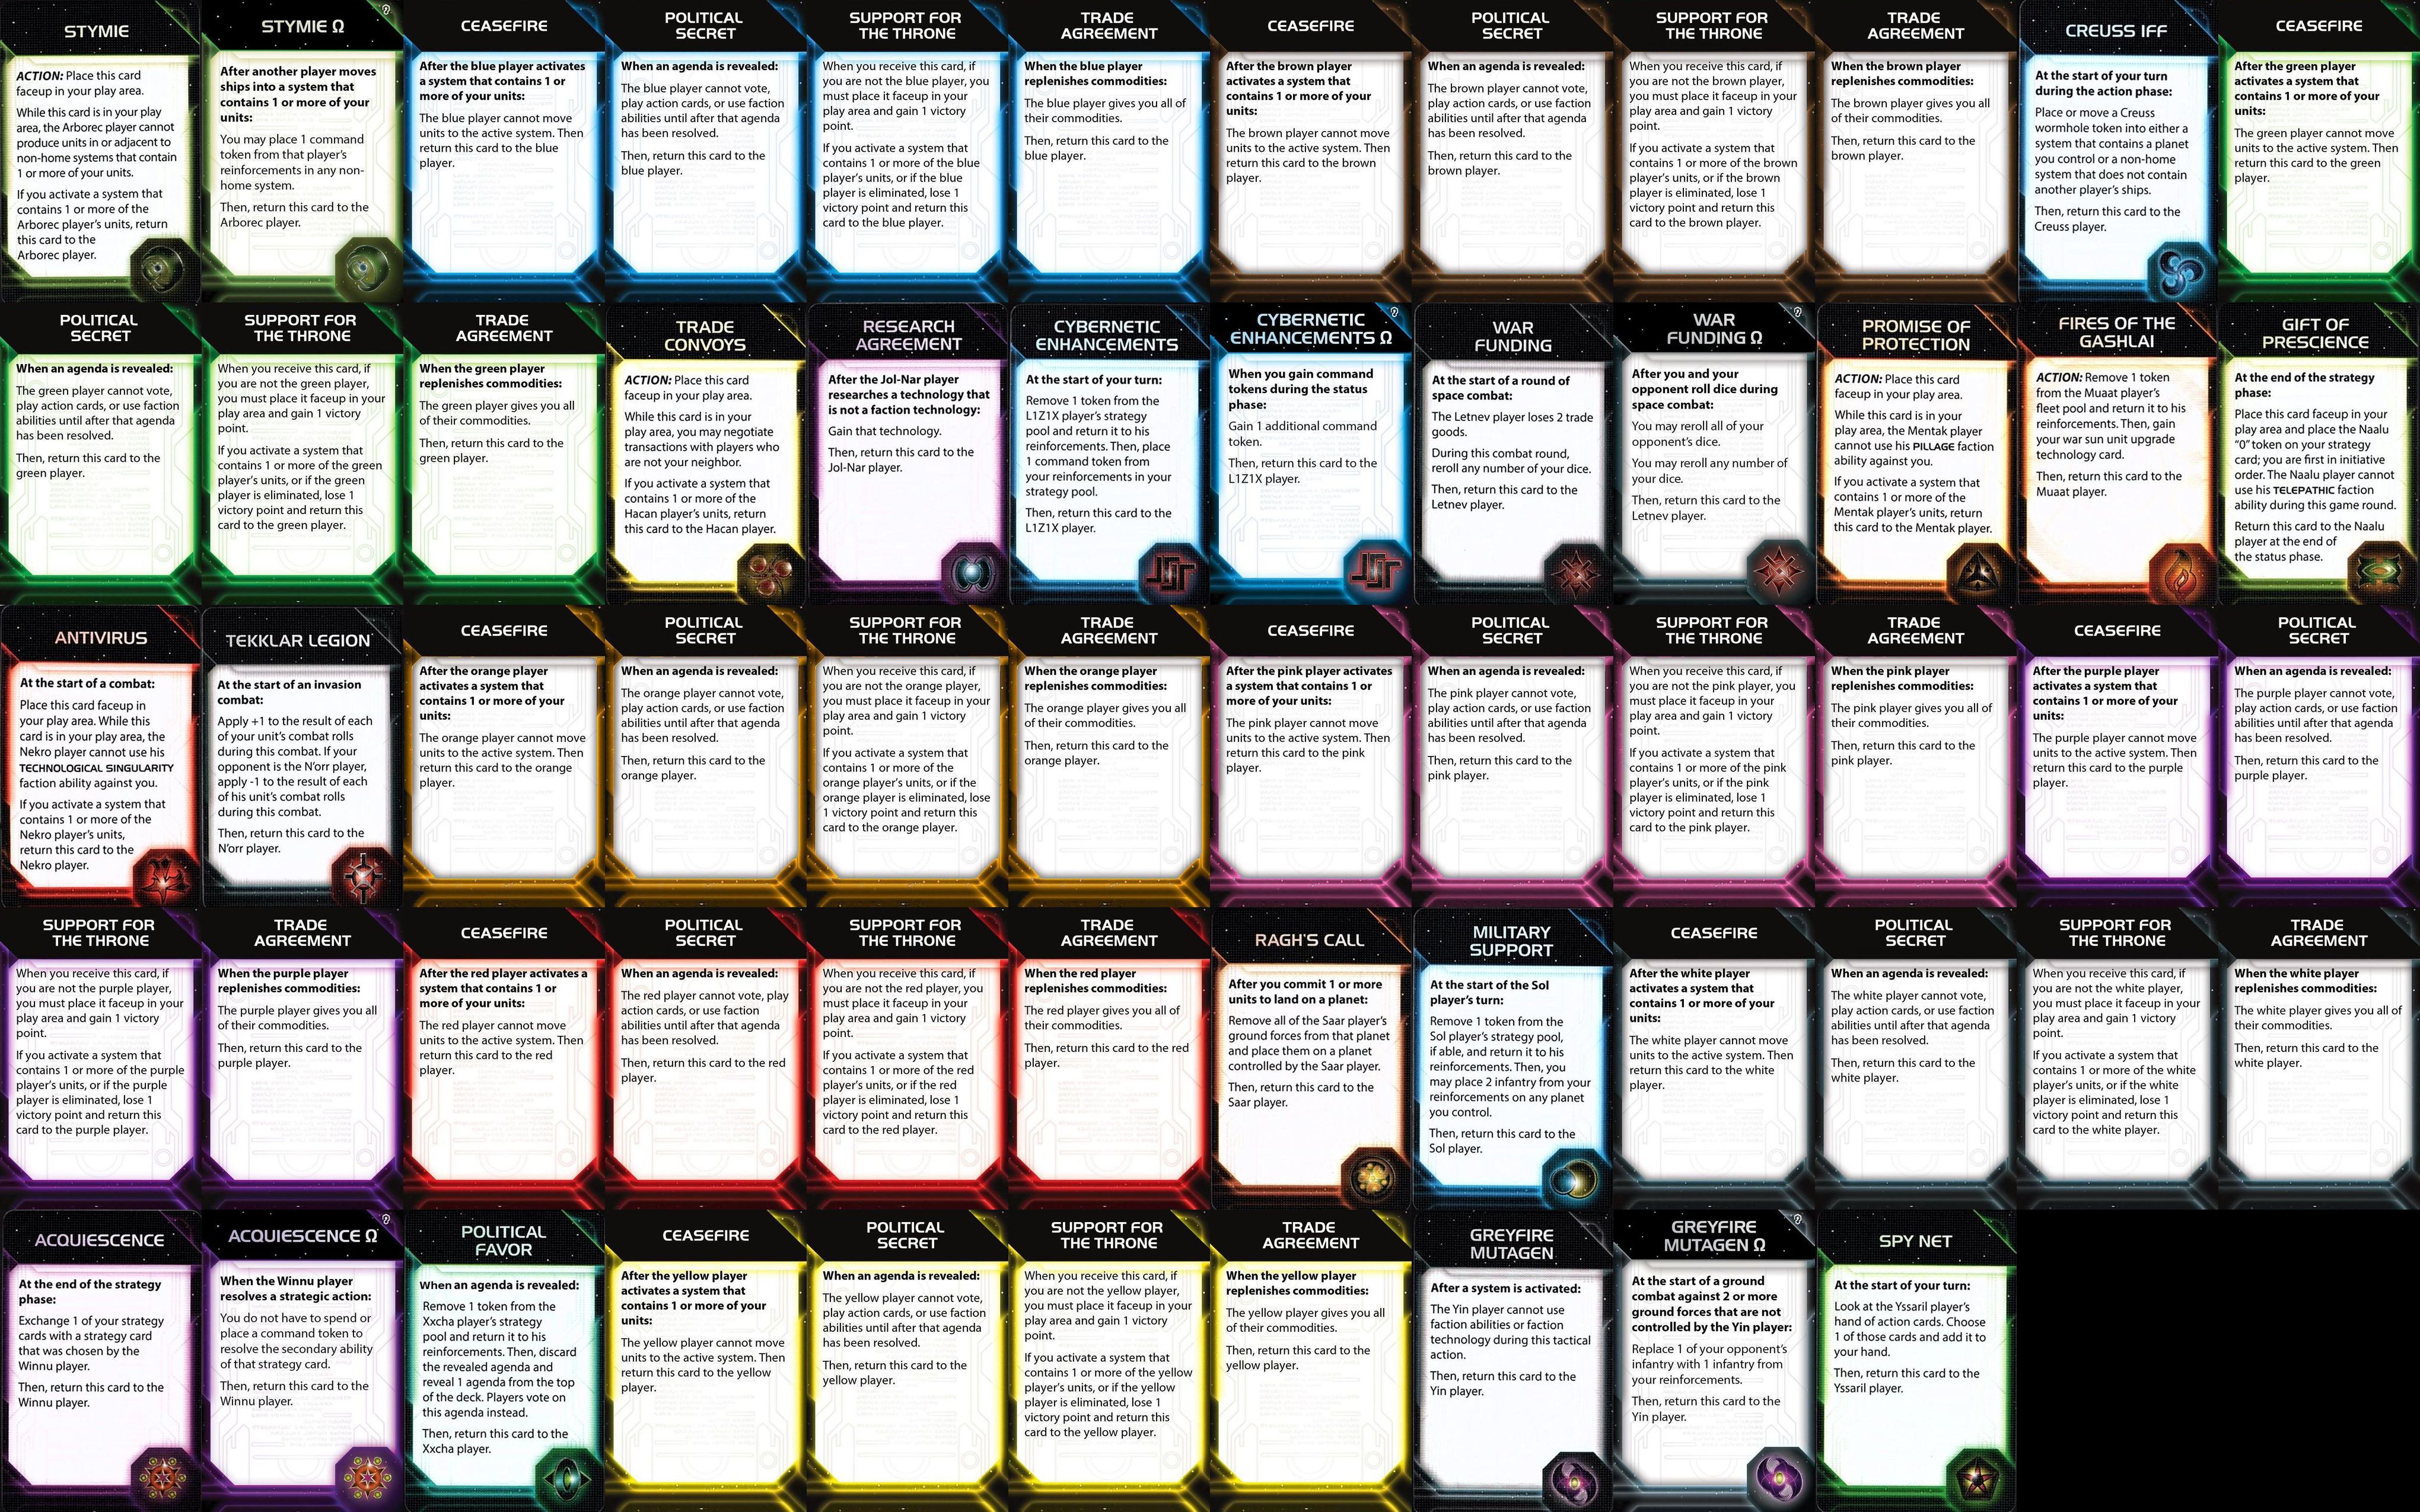 STYMIE
ACTION: Place this card
faceup in your play area.
While this card is in your play
area, the Arborec player cannot
produce units in or adjacent to
non-home systems that contain
1 or more of your units.
If you activate a system that
contains 1 or more of the
Arborec player's units, return
this card to the
Arborec player.
STYMIE Ω
After another player moves
ships into a system that
contains 1 or more of your
units:
You may place 1 command
token from that player's
reinforcements in any non-
home system.
Then, return this card to the
Arborec player.
CEASEFIRE
After the blue player activates
a system that contains 1 or
more of your units:
The blue player cannot move
units to the active system. Then
return this card to the blue
player.
POLITICAL
SECRET
When an agenda is revealed:
The blue player cannot vote,
play action cards, or use faction
abilities until after that agenda
has been resolved.
Then, return this card to the
blue player.
SUPPORT FOR
THE THRONE
When you receive this card, if
you are not the blue player, you
must place it faceup in your
play area and gain 1 victory
point.
If you activate a system that
contains 1 or more of the blue
player's units, or if the blue
player is eliminated, lose 1
victory point and return this
card to the blue player.
TRADE
AGREEMENT
When the blue player
replenishes commodities:
The blue player gives you all of
their commodities.
Then, return this card to the
blue player.
CEASEFIRE
After the brown player
activates a system that
contains 1 or more of your
units:
The brown player cannot move
units to the active system. Then
return this card to the brown
player.
POLITICAL
SECRET
When an agenda is revealed:
The brown player cannot vote,
play action cards, or use faction
abilities until after that agenda
has been resolved.
Then, return this card to the
brown player.
SUPPORT FOR
THE THRONE
When you receive this card, if
you are not the brown player,
you must place it faceup in your
play area and gain 1 victory
point.
If you activate a system that
contains 1 or more of the brown
player's units, or if the brown
player is eliminated, lose 1
victory point and return this
card to the brown player.
TRADE
AGREEMENT
When the brown player
replenishes commodities:
The brown player gives you all
of their commodities.
Then, return this card to the
brown player.
CREUSS IFF
At the start of your turn
during the action phase:
Place or move a Creuss
wormhole token into either a
system that contains a planet
you control or a non-home
system that does not contain
another player's ships.
Then, return this card to the
Creuss player.
CEASEFIRE
After the green player
activates a system that
contains 1 or more of your
units:
The green player cannot move
units to the active system. Then
return this card to the green
player.
POLITICAL
SECRET
When an agenda is revealed:
The green player cannot vote,
play action cards, or use faction
abilities until after that agenda
has been resolved.
Then, return this card to the
green player.
SUPPORT FOR
THE THRONE
When you receive this card, if
you are not the green player,
you must place it faceup in your
play area and gain 1 victory
point.
If you activate a system that
contains 1 or more of the green
player's units, or if the green
player is eliminated, lose 1
victory point and return this
card to the green player.
TRADE
AGREEMENT
When the green player
replenishes commodities:
The green player gives you all
of their commodities.
Then, return this card to the
green player.
TRADE
CONVOYS
ACTION: Place this card
faceup in your play area.
While this card is in your
play area, you may negotiate
transactions with players who
are not your neighbor.
If you activate a system that
contains 1 or more of the
Hacan player's units, return
this card to the Hacan player.
RESEARCH
AGREEMENT
After the Jol-Nar player
researches a technology that
is not a faction technology:
Gain that technology.
Then, return this card to the
Jol-Nar player.
CYBERNETIC
ENHANCEMENTS
At the start of your turn:
Remove 1 token from the
L1Z1X player's strategy
pool and return it to his
reinforcements. Then, place
1 command token from
your reinforcements in your
strategy pool.
Then, return this card to the
L1Z1X player.
CYBERNETIC
ENHANCEMENTS Ω
When you gain command
tokens during the status
phase:
Gain 1 additional command
token.
Then, return this card to the
L1Z1X player.
WAR
FUNDING
At the start of a round of
space combat:
The Letnev player loses 2 trade
goods.
During this combat round,
reroll any number of your dice.
Then, return this card to the
Letnev player.
WAR
FUNDING Ω
After you and your
opponent roll dice during
space combat:
You may reroll all of your
opponent's dice.
You may reroll any number of
your dice.
Then, return this card to the
Letnev player.
PROMISE OF
PROTECTION
ACTION: Place this card
faceup in your play area.
While this card is in your
play area, the Mentak player
cannot use his PILLAGE faction
ability against you.
If you activate a system that
contains 1 or more of the
Mentak player's units, return
this card to the Mentak player.
FIRES OF THE
GASHLAI
ACTION: Remove 1 token
from the Muaat player's
fleet pool and return it to his
reinforcements. Then, gain
your war sun unit upgrade
technology card.
Then, return this card to the
Muaat player.
GIFT OF
PRESCIENCE
At the end of the strategy
phase:
Place this card faceup in your
play area and place the Naalu
"0" token on your strategy
card; you are first in initiative
order. The Naalu player cannot
use his TELEPATHIC faction
ability during this game round.
Return this card to the Naalu
player at the end of
the status phase.
ANTIVIRUS
At the start of a combat:
Place this card faceup in
your play area. While this
card is in your play area, the
Nekro player cannot use his
TECHNOLOGICAL SINGULARITY
faction ability against you.
If you activate a system that
contains 1 or more of the
Nekro player's units,
return this card to the
Nekro player.
TEKKLAR LEGION
At the start of an invasion
combat:
Apply +1 to the result of each
of your unit's combat rolls
during this combat. If your
opponent is the N'orr player,
apply -1 to the result of each
of his unit's combat rolls
during this combat.
Then, return this card to the
N'orr player.
CEASEFIRE
After the orange player
activates a system that
contains 1 or more of your
units:
The orange player cannot move
units to the active system. Then
return this card to the orange
player.
POLITICAL
SECRET
When an agenda is revealed:
The orange player cannot vote,
play action cards, or use faction
abilities until after that agenda
has been resolved.
Then, return this card to the
orange player.
SUPPORT FOR
THE THRONE
When you receive this card, if
you are not the orange player,
you must place it faceup in your
play area and gain 1 victory
point.
If you activate a system that
contains 1 or more of the
orange player's units, or if the
orange player is eliminated, lose
1 victory point and return this
card to the orange player.
TRADE
AGREEMENT
When the orange player
replenishes commodities:
The orange player gives you all
of their commodities.
Then, return this card to the
orange player.
CEASEFIRE
After the pink player activates
a system that contains 1 or
more of your units:
The pink player cannot move
units to the active system. Then
return this card to the pink
player.
POLITICAL
SECRET
When an agenda is revealed:
The pink player cannot vote,
play action cards, or use faction
abilities until after that agenda
has been resolved.
Then, return this card to the
pink player.
SUPPORT FOR
THE THRONE
When you receive this card, if
you are not the pink player, you
must place it faceup in your
play area and gain 1 victory
point.
If you activate a system that
contains 1 or more of the pink
player's units, or if the pink
player is eliminated, lose 1
victory point and return this
card to the pink player.
TRADE
AGREEMENT
When the pink player
replenishes commodities:
The pink player gives you all of
their commodities.
Then, return this card to the
pink player.
CEASEFIRE
After the purple player
activates a system that
contains 1 or more of your
units:
The purple player cannot move
units to the active system. Then
return this card to the purple
player.
POLITICAL
SECRET
When an agenda is revealed:
The purple player cannot vote,
play action cards, or use faction
abilities until after that agenda
has been resolved.
Then, return this card to the
purple player.
SUPPORT FOR
THE THRONE
When you receive this card, if
you are not the purple player,
you must place it faceup in your
play area and gain 1 victory
point.
If you activate a system that
contains 1 or more of the purple
player's units, or if the purple
player is eliminated, lose 1
victory point and return this
card to the purple player.
TRADE
AGREEMENT
When the purple player
replenishes commodities:
The purple player gives you all
of their commodities.
Then, return this card to the
purple player.
CEASEFIRE
After the red player activates a
system that contains 1 or
more of your units:
The red player cannot move
units to the active system. Then
return this card to the red
player.
POLITICAL
SECRET
When an agenda is revealed:
The red player cannot vote, play
action cards, or use faction
abilities until after that agenda
has been resolved.
Then, return this card to the red
player.
SUPPORT FOR
THE THRONE
When you receive this card, if
you are not the red player, you
must place it faceup in your
play area and gain 1 victory
point.
If you activate a system that
contains 1 or more of the red
player's units, or if the red
player is eliminated, lose 1
victory point and return this
card to the red player.
TRADE
AGREEMENT
When the red player
replenishes commodities:
The red player gives you all of
their commodities.
Then, return this card to the red
player.
RAGH'S CALL
After you commit 1 or more
units to land on a planet:
Remove all of the Saar player's
ground forces from that planet
and place them on a planet
controlled by the Saar player.
Then, return this card to the
Saar player.
MILITARY
SUPPORT
At the start of the Sol
player's turn:
Remove 1 token from the
Sol player's strategy pool,
if able, and return it to his
reinforcements. Then, you
may place 2 infantry from your
reinforcements on any planet
you control.
Then, return this card to the
Sol player.
CEASEFIRE
After the white player
activates a system that
contains 1 or more of your
units:
The white player cannot move
units to the active system. Then
return this card to the white
player.
POLITICAL
SECRET
When an agenda is revealed:
The white player cannot vote,
play action cards, or use faction
abilities until after that agenda
has been resolved.
Then, return this card to the
white player.
SUPPORT FOR
THE THRONE
When you receive this card, if
you are not the white player,
you must place it faceup in your
play area and gain 1 victory
point.
If you activate a system that
contains 1 or more of the white
player's units, or if the white
player is eliminated, lose 1
victory point and return this
card to the white player.
TRADE
AGREEMENT
When the white player
replenishes commodities:
The white player gives you all of
their commodities.
Then, return this card to the
white player.
ACQUIESCENCE
At the end of the strategy
phase:
Exchange 1 of your strategy
cards with a strategy card
that was chosen by the
Winnu player.
Then, return this card to the
Winnu player.
ACQUIESCENCE Ω
When the Winnu player
resolves a strategic action:
You do not have to spend or
place a command token to
resolve the secondary ability
of that strategy card.
Then, return this card to the
Winnu player.
POLITICAL
FAVOR
When an agenda is revealed:
Remove 1 token from the
Xxcha player's strategy
pool and return it to his
reinforcements. Then, discard
the revealed agenda and
reveal 1 agenda from the top
of the deck. Players vote on
this agenda instead.
Then, return this card to the
Xxcha player.
CEASEFIRE
After the yellow player
activates a system that
contains 1 or more of your
units:
The yellow player cannot move
units to the active system. Then
return this card to the yellow
player.
POLITICAL
SECRET
When an agenda is revealed:
The yellow player cannot vote,
play action cards, or use faction
abilities until after that agenda
has been resolved.
Then, return this card to the
yellow player.
SUPPORT FOR
THE THRONE
When you receive this card, if
you are not the yellow player,
you must place it faceup in your
play area and gain 1 victory
point.
If you activate a system that
contains 1 or more of the yellow
player's units, or if the yellow
player is eliminated, lose 1
victory point and return this
card to the yellow player.
TRADE
AGREEMENT
When the yellow player
replenishes commodities:
The yellow player gives you all
of their commodities.
Then, return this card to the
yellow player.
GREYFIRE
MUTAGEN
After a system is activated:
The Yin player cannot use
faction abilities or faction
technology during this tactical
action.
Then, return this card to the
Yin player.
GREYFIRE
MUTAGEN Ω
At the start of a ground
combat against 2 or more
ground forces that are not
controlled by the Yin player:
Replace 1 of your opponent's
infantry with 1 infantry from
your reinforcements.
Then, return this card to the
Yin player.
SPY NET
At the start of your turn:
Look at the Yssaril player's
hand of action cards. Choose
1 of those cards and add it to
your hand.
Then, return this card to the
Yssaril player.